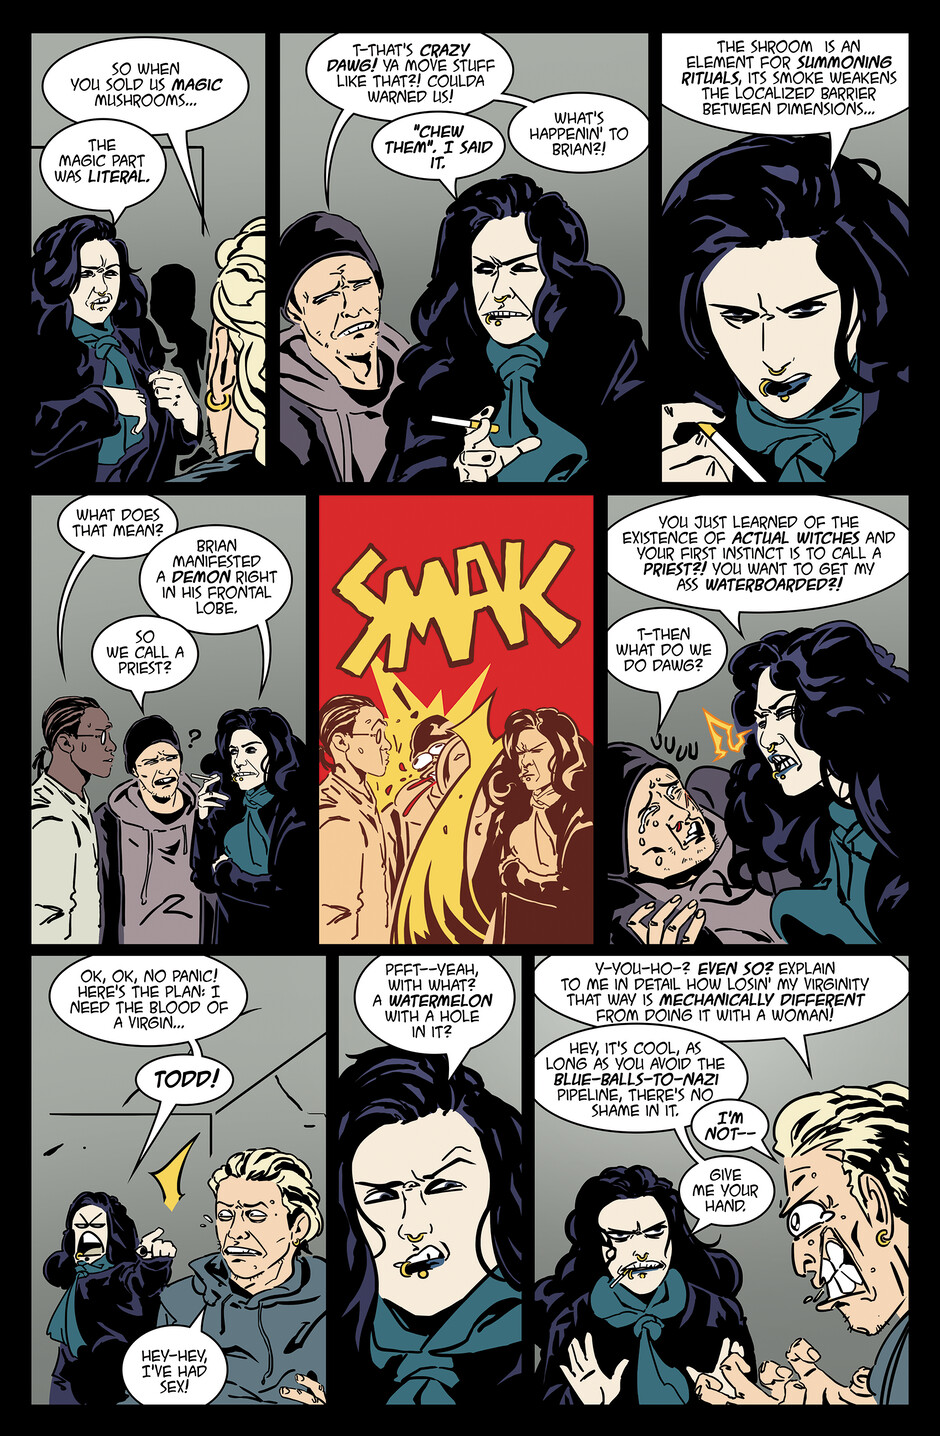 SO WHEN
YOU SOLD US MAGIC
MUSHROOMS...
THE
MAGIC PART
WAS LITERAL.
T-THAT'S CRAZY
DAWG! YA MOVE STUFF
LIKE THAT?! COULDA
WARNED US!
"CHEW
THEM". I SAID
IT.
WHAT'S
HAPPENIN' TO
BRIAN?!
THE SHROOM IS AN
ELEMENT FOR SUMMONING
RITUALS, ITS SMOKE WEAKENS
THE LOCALIZED BARRIER
BETWEEN DIMENSIONS...
WHAT DOES
THAT MEAN?
BRIAN
MANIFESTED
A DEMON RIGHT
IN HIS FRONTAL
LOBE.
SO
WE CALL A
PRIEST?
?
SMAK
YOU JUST LEARNED OF THE
EXISTENCE OF ACTUAL WITCHES AND
YOUR FIRST INSTINCT IS TO CALL A
PRIEST?! YOU WANT TO GET MY
ASS WATERBOARDED?!
T-THEN
WHAT DO WE
DO DAWG?
OK, OK, NO PANIC!
HERE'S THE PLAN: I
NEED THE BLOOD OF
A VIRGIN...
TODD!
HEY-HEY,
I'VE HAD
SEX!
PFFT--YEAH,
WITH WHAT?
A WATERMELON
WITH A HOLE
IN IT?
Y-YOU-HO-? EVEN SO? EXPLAIN
TO ME IN DETAIL HOW LOSIN' MY VIRGINITY
THAT WAY IS MECHANICALLY DIFFERENT
FROM DOING IT WITH A WOMAN!
HEY, IT'S COOL, AS
LONG AS YOU AVOID THE
BLUE-BALLS-TO-NAZI
PIPELINE, THERE'S NO
SHAME IN IT.
I'M
NOT--
GIVE
ME YOUR
HAND.